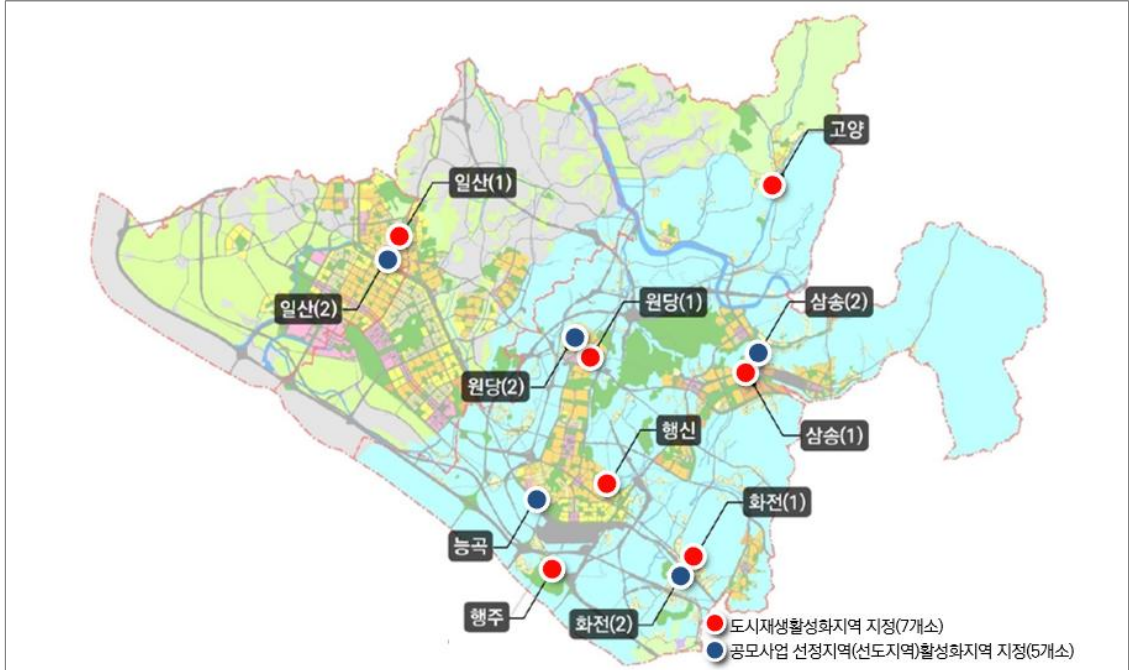 고양
일산(1)
일산(2)
원당(1)
삼송(2)
원당(2)
삼송(1)
행신
화전(1)
능곡
행주
화전(2)
도시재생활성화지역 지정(7개소)
공모사업 선정지역(선도지역)활성화지역 지정(5개소)